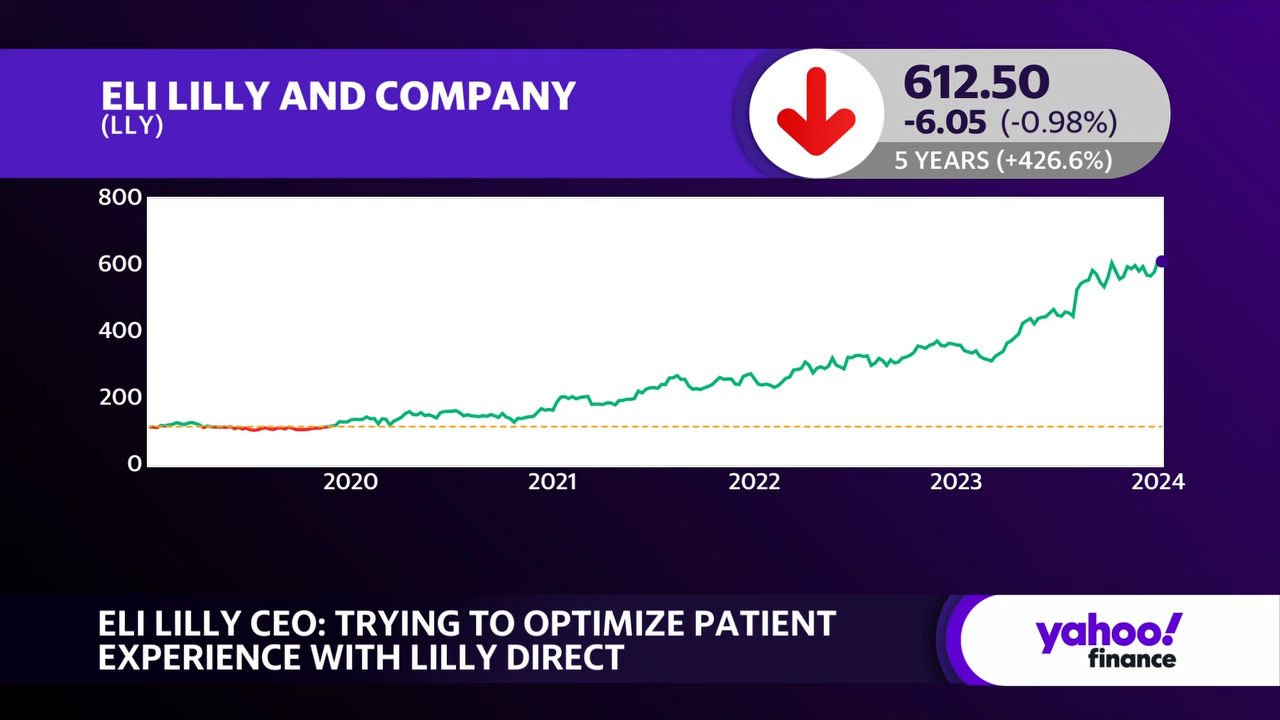 ELI LILLY AND COMPANY
(LLY)
612.50
-6.05 (-0.98%)
5 YEARS (+426.6%)
800
600
400
200
0
2020 2021 2022 2023 2024
ELI LILLY CEO: TRYING TO OPTIMIZE PATIENT
EXPERIENCE WITH LILLY DIRECT
yahoo!
finance